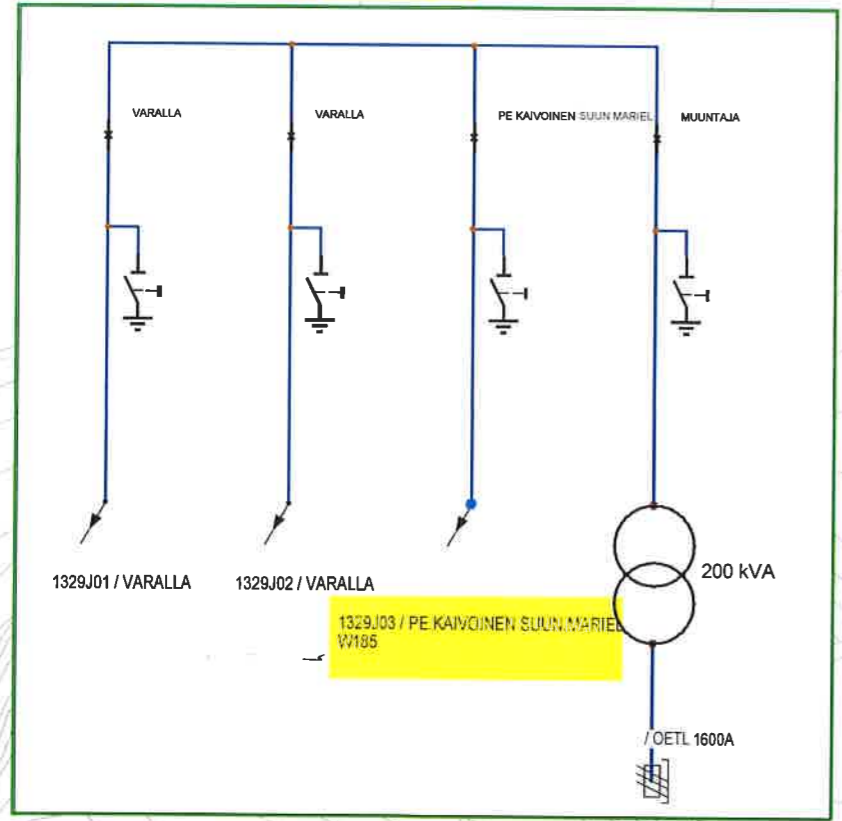 VARALLA
VARALLA
PE KAIVOINEN SUUN MARIEL
MUUNTAJA
1329J01 / VARALLA
1329J02 / VARALLA
200 kVA
1329J03 / PE.KAIVOINEN SUUN.MARIEL
W185
/ OETL 1600A